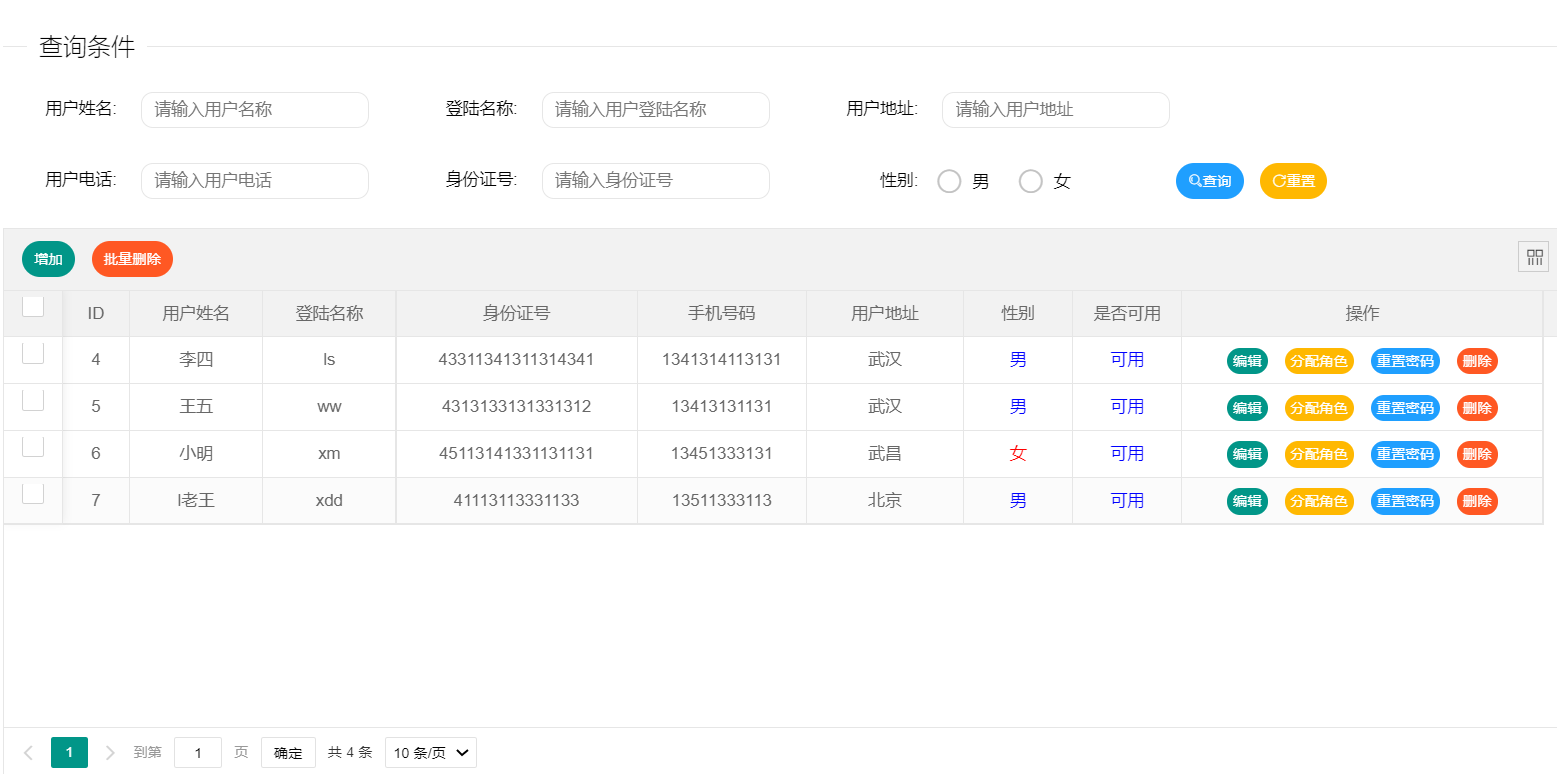 查询条件
用户姓名: 请输入用户名称 登陆名称: 请输入用户登陆名称 用户地址: 请输入用户地址
用户电话: 请输入用户电话 身份证号: 请输入身份证号 性别: 男 女 查询 重置
增加 批量删除
ID 用户姓名 登陆名称 身份证号 手机号码 用户地址 性别 是否可用 操作
4 李四 ls 43311341311314341 1341314113131 武汉 男 可用 编辑 分配角色 重置密码 删除
5 王五 ww 4313133131331312 13413131131 武汉 男 可用 编辑 分配角色 重置密码 删除
6 小明 xm 45113141331131131 13451333131 武昌 女 可用 编辑 分配角色 重置密码 删除
7 l老王 xdd 41113113331133 13511333113 北京 男 可用 编辑 分配角色 重置密码 删除
1 到第 1 页 确定 共 4 条 10 条/页